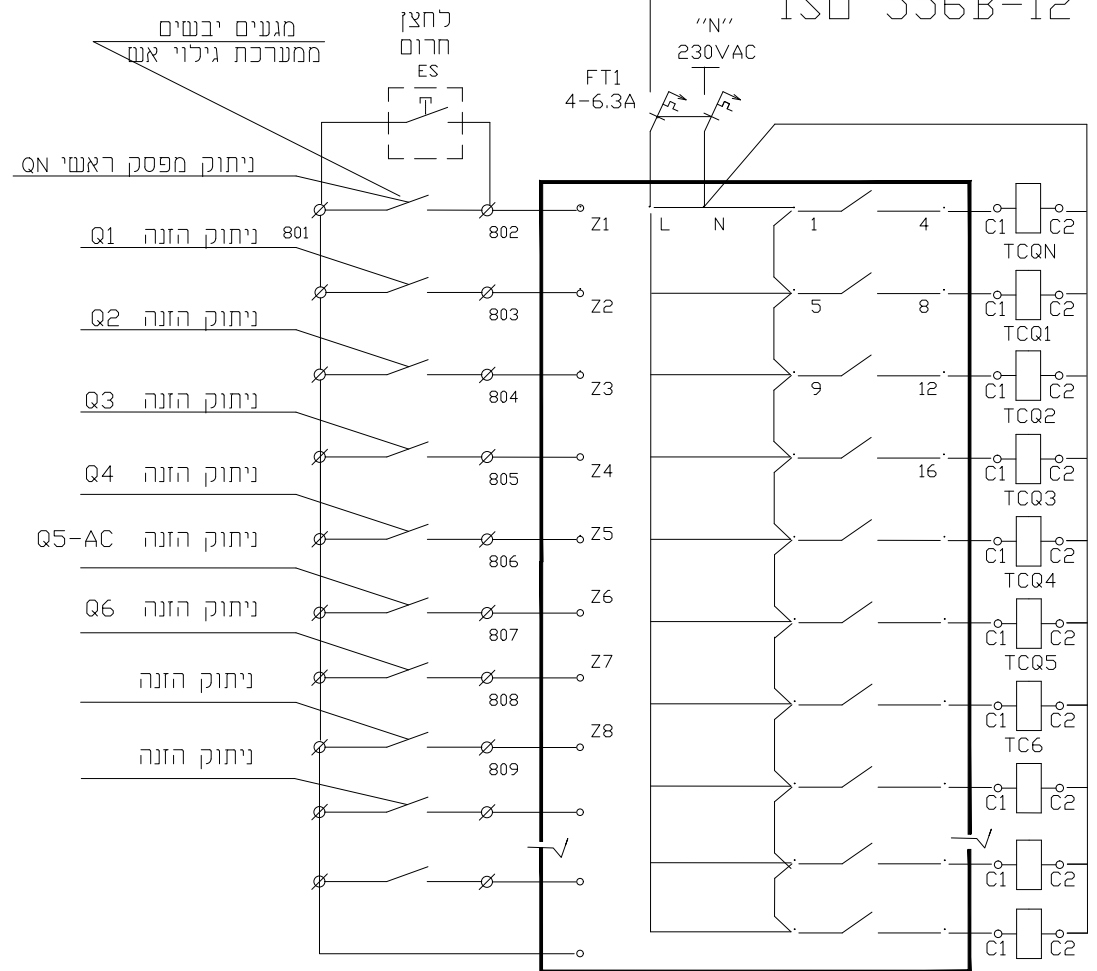 ISO 556B-12
מגעים יבשים
ממערכת גילוי אש
לחצן
חרום
ES
"N"
230VAC
FT1
4-6.3A
ניתוק מפסק ראשי QN
801
802
Z1
L
N
1
4
C1
C2
TCQN
ניתוק הזנה Q1
803
Z2
5
8
C1
C2
TCQ1
ניתוק הזנה Q2
804
Z3
9
12
C1
C2
TCQ2
ניתוק הזנה Q3
805
Z4
16
C1
C2
TCQ3
ניתוק הזנה Q4
806
Z5
C1
C2
TCQ4
ניתוק הזנה Q5-AC
807
Z6
C1
C2
TCQ5
ניתוק הזנה Q6
808
Z7
C1
C2
TC6
ניתוק הזנה
809
Z8
C1
C2
ניתוק הזנה
C1
C2
C1
C2